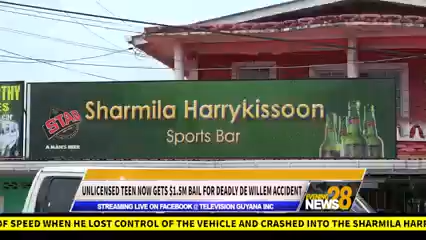 THY
STAR
A MAN'S BEER
Sharmila Harrykissoon
Sports Bar
UNLICENSED TEEN NOW GETS $1.5M BAIL FOR DEADLY DE WILLEM ACCIDENT
STREAMING LIVE ON FACEBOOK @ TELEVISION GUYANA INC
EVENING
NEWS 28
OF SPEED WHEN HE LOST CONTROL OF THE VEHICLE AND CRASHED INTO THE SHARMILA HARR